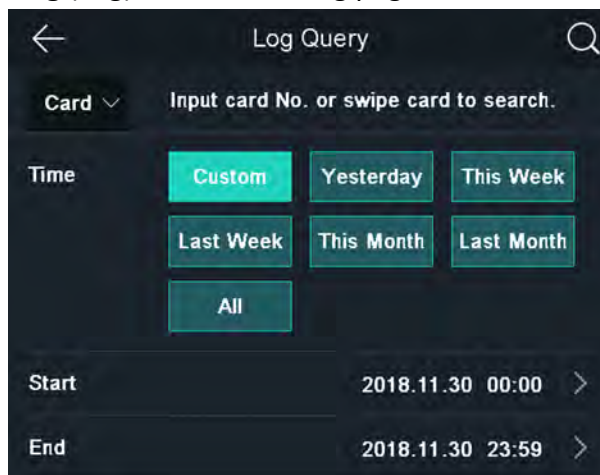 Log Query
Card Input card No. or swipe card to search.
Time Custom Yesterday This Week
Last Week This Month Last Month
All
Start 2018.11.30 00:00
End 2018.11.30 23:59